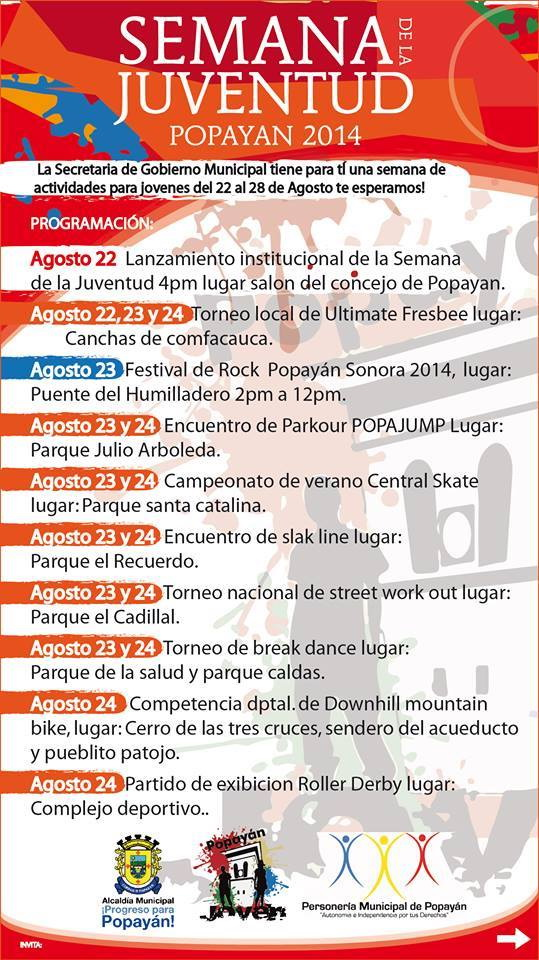 SEMANA
DE LA
JUVENTUD
POPAYAN 2014
La Secretaria de Gobierno Municipal tiene para tÍ una semana de
actividades para jovenes del 22 al 28 de Agosto te esperamos!
PROGRAMACIÓN:
Agosto 22 Lanzamiento institucional de la Semana
de la Juventud 4pm lugar salon del concejo de Popayan.
Agosto 22, 23 y 24 Torneo local de Ultimate Fresbee lugar:
Canchas de comfacauca.
Agosto 23 Festival de Rock Popayán Sonora 2014, lugar:
Puente del Humilladero 2pm a 12pm.
Agosto 23 y 24 Encuentro de Parkour POPAJUMP Lugar:
Parque Julio Arboleda.
Agosto 23 y 24 Campeonato de verano Central Skate
lugar: Parque santa catalina.
Agosto 23 y 24 Encuentro de slak line lugar:
Parque el Recuerdo.
Agosto 23 y 24 Torneo nacional de street work out lugar:
Parque el Cadillal.
Agosto 23 y 24 Torneo de break dance lugar:
Parque de la salud y parque caldas.
Agosto 24 Competencia dptal. de Downhill mountain
bike, lugar: Cerro de las tres cruces, sendero del acueducto
y pueblito patojo.
Agosto 24 Partido de exibicion Roller Derby lugar:
Complejo deportivo..
Alcaldía Municipal
¡Progreso para
Popayán!
Popayán
Joven
Personería Municipal de Popayán
"Autonomia e Independencia por tus Derechos"
INVITA: